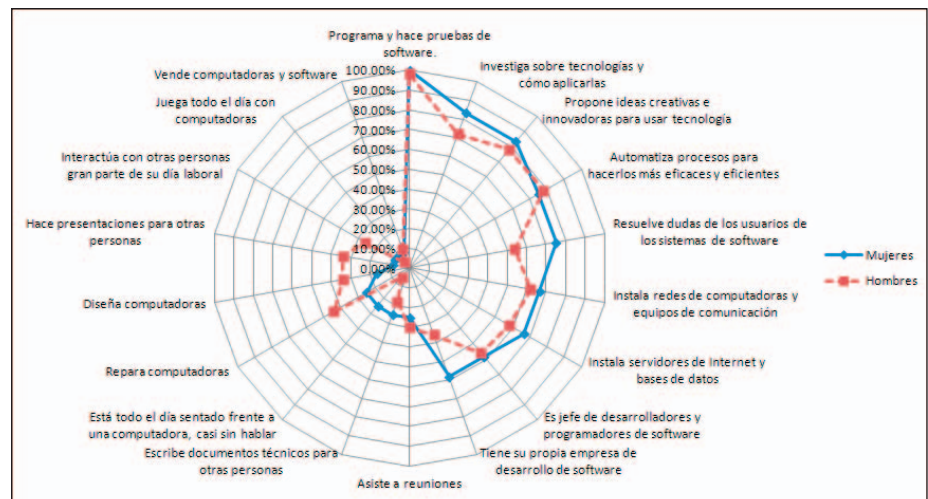 Programa y hace pruebas de
software.
Investiga sobre tecnologías y
cómo aplicarlas
Propone ideas creativas e
innovadoras para usar tecnología
Automatiza procesos para
hacerlos más eficaces y eficientes
Resuelve dudas de los usuarios de
los sistemas de software
Instala redes de computadoras y
equipos de comunicación
Instala servidores de Internet y
bases de datos
Es jefe de desarrolladores y
programadores de software
Tiene su propia empresa de
desarrollo de software
Asiste a reuniones
Escribe documentos técnicos para
otras personas
Está todo el día sentado frente a
una computadora, casi sin hablar
Repara computadoras
Diseña computadoras
Hace presentaciones para otras
personas
Interactúa con otras personas
gran parte de su día laboral
Juega todo el día con
computadoras
Vende computadoras y software
100.00%
90.00%
80.00%
70.00%
60.00%
50.00%
40.00%
30.00%
20.00%
10.00%
0.00%
Mujeres
Hombres